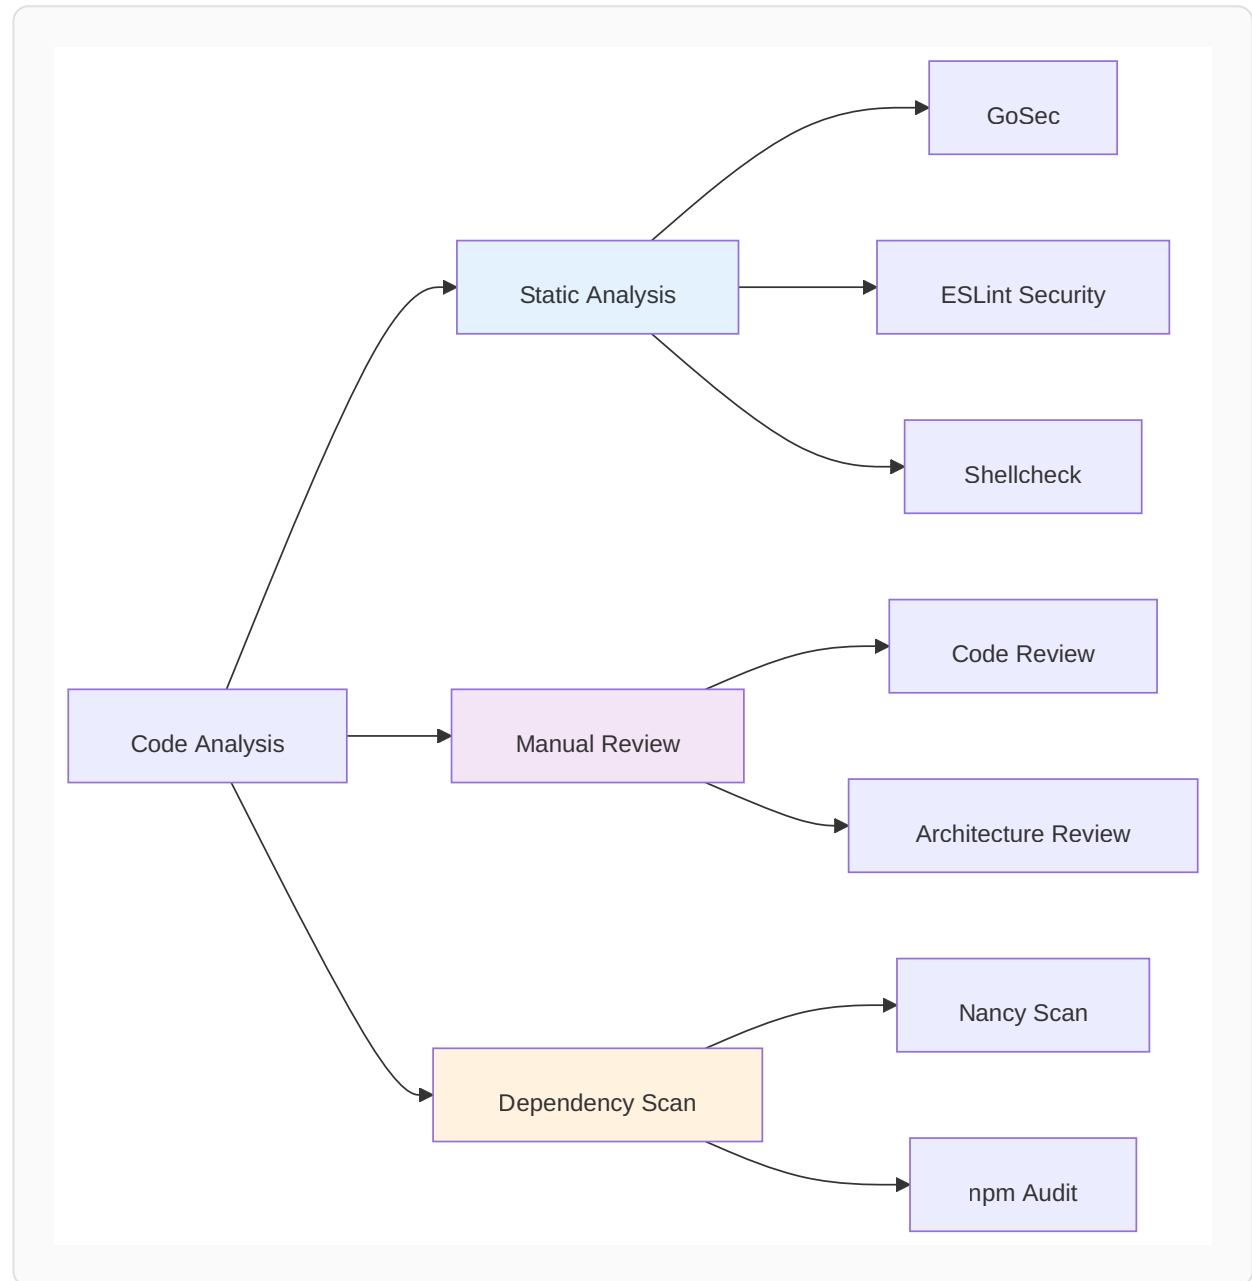 GoSec
Static Analysis
ESLint Security
Shellcheck
Code Review
Code Analysis
Manual Review
Architecture Review
Nancy Scan
Dependency Scan
npm Audit